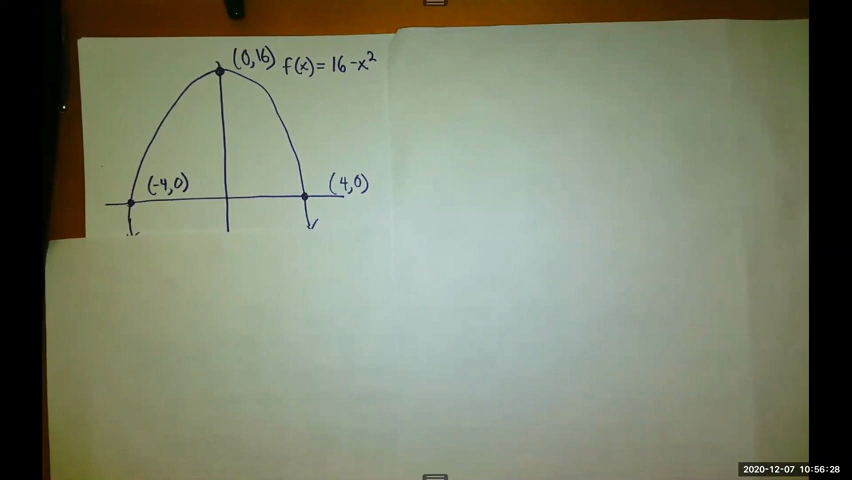 (0,16) f(x) = 16 - x²
(-4,0) (4,0)
2020-12-07 10:56:28